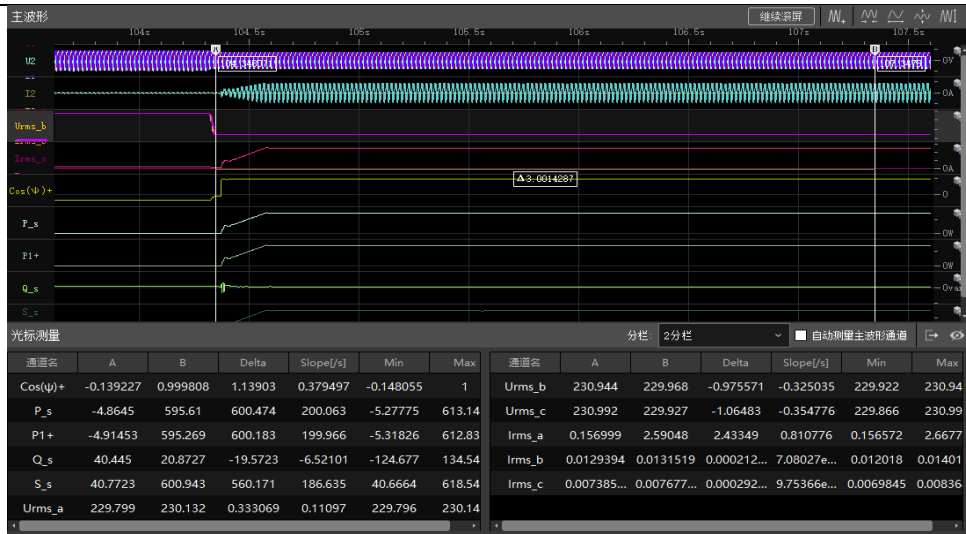 主波形 继续滚屏
104s 104.5s 105s 105.5s 106s 106.5s 107s 107.5s
A B
U2 0V
104.346071 107.3475
I2 0A
Urms_b
Irms_c 0A
Δ3.0014287
Cos(ψ)+ 0
P_s 0W
P1+ 0W
Q_s 0var
S_s
光标测量 分栏: 2分栏 自动测量主波形通道
通道名 A B Delta Slope[/s] Min Max 通道名 A B Delta Slope[/s] Min Max
Cos(ψ)+ -0.139227 0.999808 1.13903 0.379497 -0.148055 1 Urms_b 230.944 229.968 -0.975571 -0.325035 229.922 230.94
P_s -4.8645 595.61 600.474 200.063 -5.27775 613.14 Urms_c 230.992 229.927 -1.06483 -0.354776 229.866 230.99
P1+ -4.91453 595.269 600.183 199.966 -5.31826 612.83 Irms_a 0.156999 2.59048 2.43349 0.810776 0.156572 2.6677
Q_s 40.445 20.8727 -19.5723 -6.52101 -124.677 134.54 Irms_b 0.0129394 0.0131519 0.000212... 7.08027e... 0.012018 0.01401
S_s 40.7723 600.943 560.171 186.635 40.6664 618.54 Irms_c 0.007385... 0.007677... 0.000292... 9.75366e... 0.0069845 0.00836
Urms_a 229.799 230.132 0.333069 0.11097 229.796 230.14